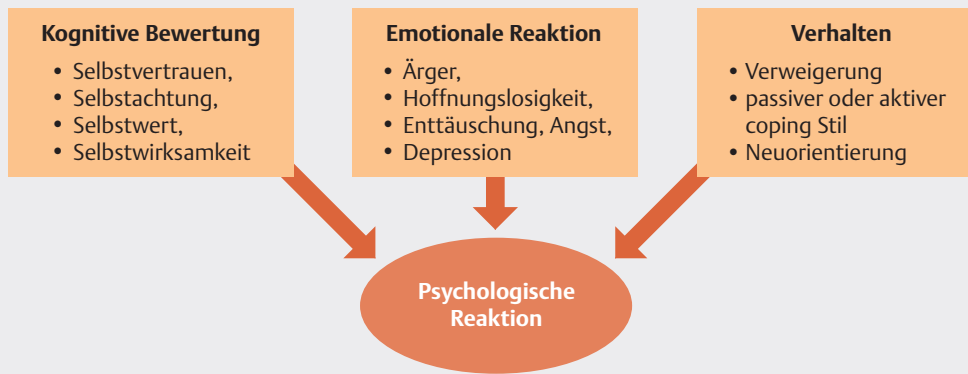 Kognitive Bewertung
• Selbstvertrauen,
• Selbstachtung,
• Selbstwert,
• Selbstwirksamkeit
Emotionale Reaktion
• Ärger,
• Hoffnungslosigkeit,
• Enttäuschung, Angst,
• Depression
Verhalten
• Verweigerung
• passiver oder aktiver
coping Stil
• Neuorientierung
Psychologische
Reaktion